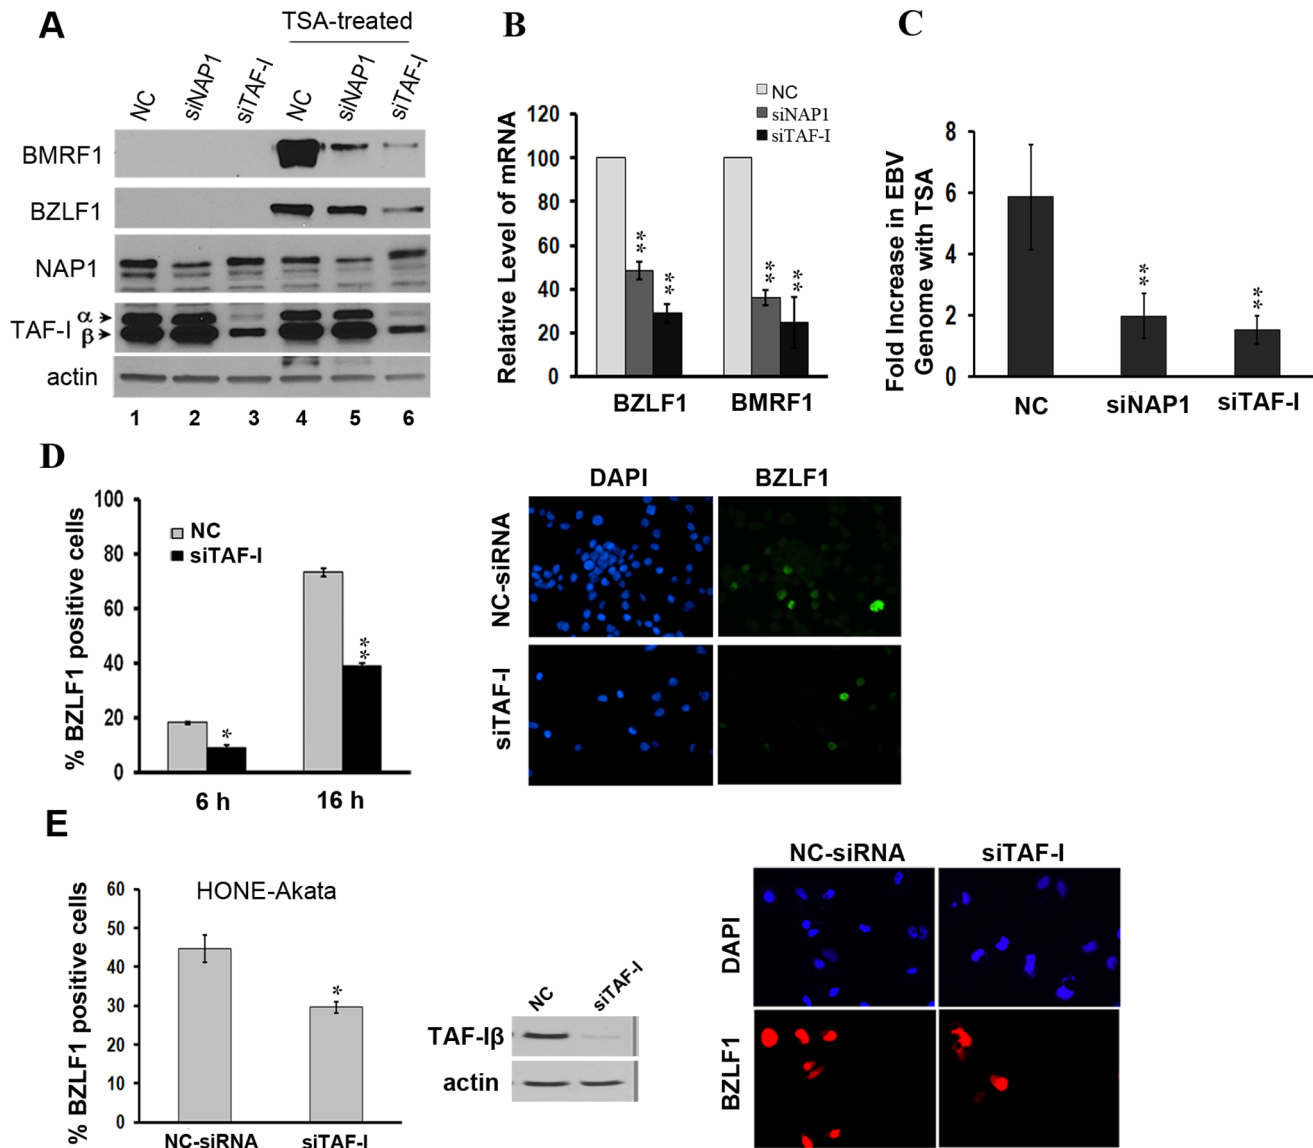 A
TSA-treated
NC
siNAP1
siTAF-I
NC
siNAP1
siTAF-I
BMRF1
BZLF1
NAP1
TAF-I
α
β
actin
1 2 3 4 5 6
B
NC
siNAP1
siTAF-I
Relative Level of mRNA
120
100
80
60
40
20
0
**
**
**
**
BZLF1 BMRF1
C
Fold Increase in EBV
Genome with TSA
8
6
4
2
0
**
**
NC siNAP1 siTAF-I
D
% BZLF1 positive cells
100
80
60
40
20
0
NC
siTAF-I
*
**
6 h 16 h
DAPI BZLF1
NC-siRNA
siTAF-I
E
% BZLF1 positive cells
60
50
40
30
20
10
0
HONE-Akata
*
NC-siRNA siTAF-I
NC
siTAF-I
TAF-Iβ
actin
NC-siRNA siTAF-I
DAPI
BZLF1